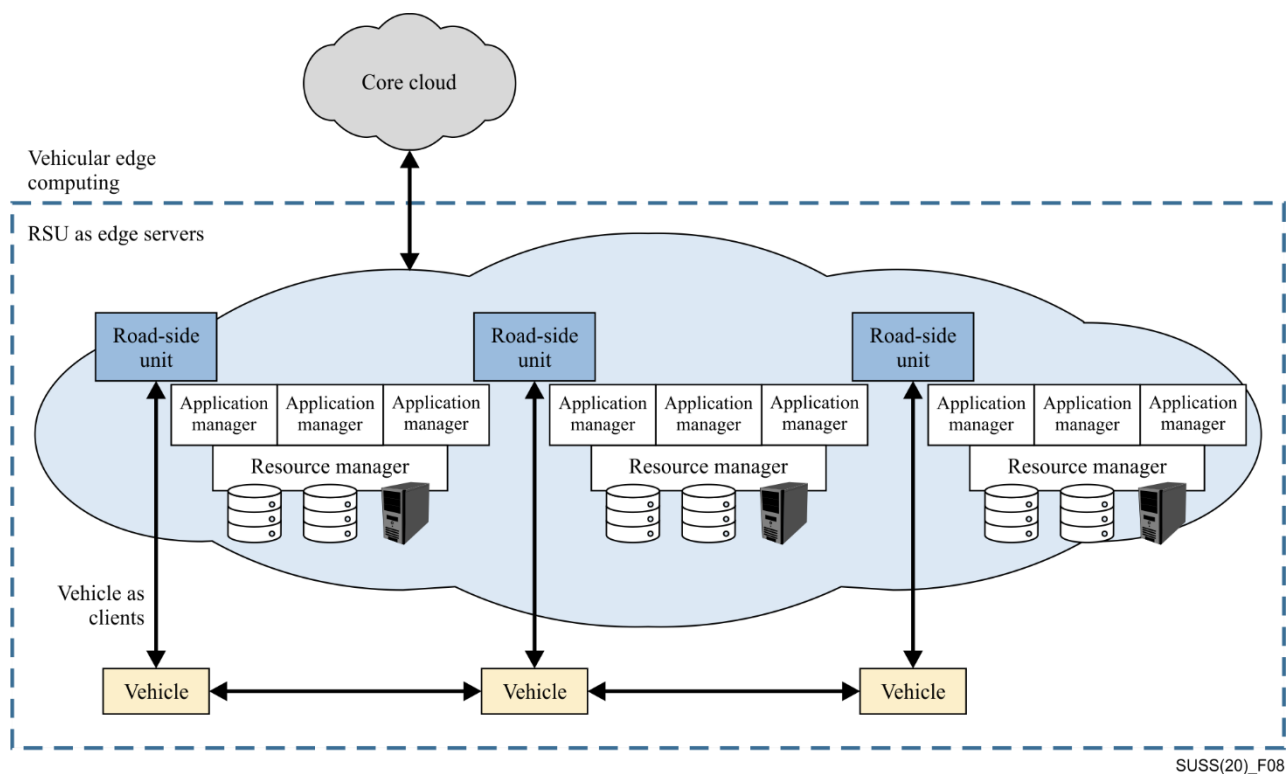 Core cloud
Vehicular edge
computing
RSU as edge servers
Road-side
unit
Road-side
unit
Road-side
unit
Application
manager
Application
manager
Application
manager
Application
manager
Application
manager
Application
manager
Application
manager
Application
manager
Application
manager
Resource manager
Resource manager
Resource manager
Vehicle as
clients
Vehicle
Vehicle
Vehicle
SUSS(20)_F08